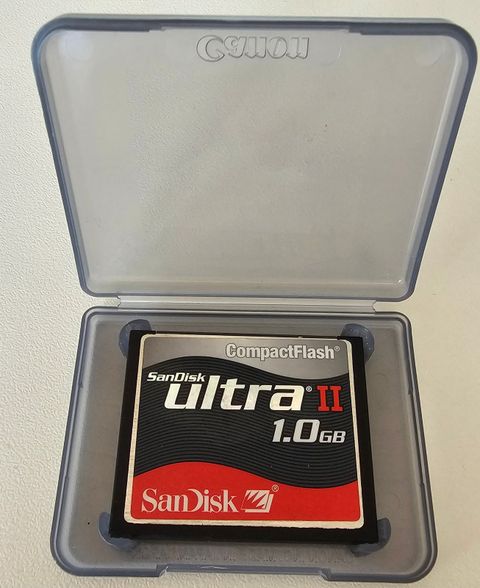 Canon
CompactFlash®
SanDisk
ultra® II
1.0GB
SanDisk ®